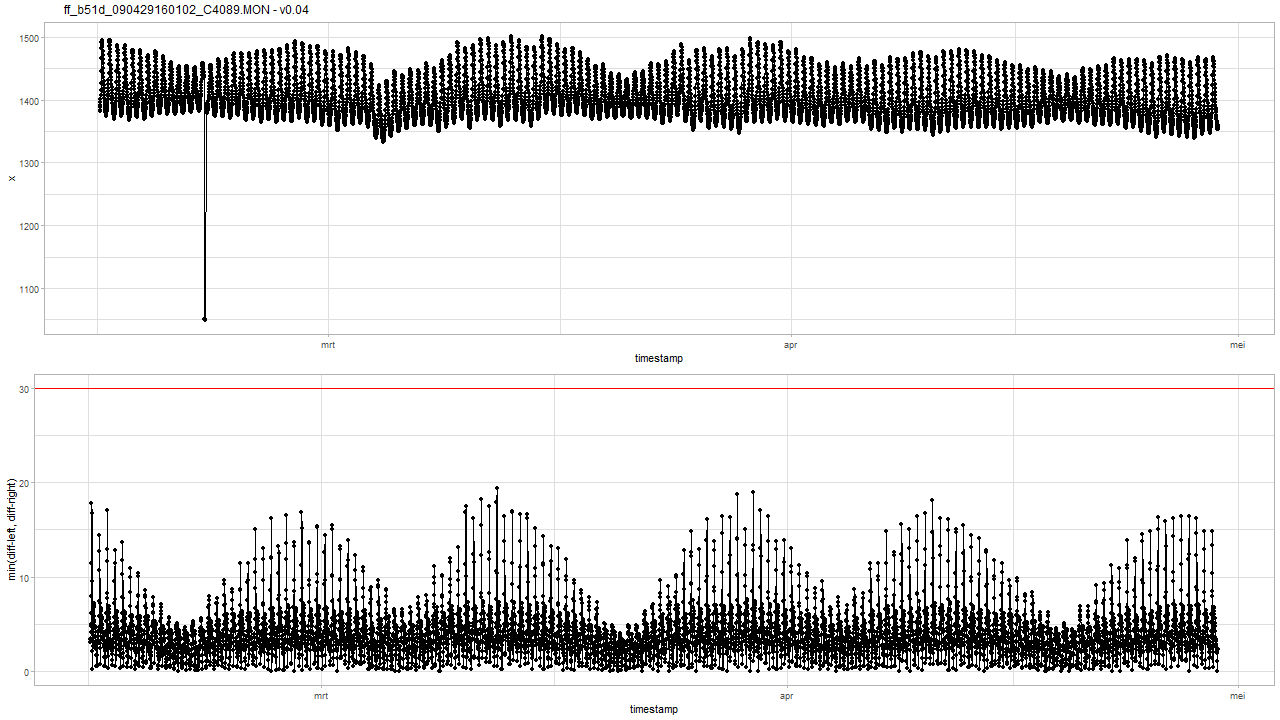 ff_b51d_090429160102_C4089.MON - v0.04
1500
1400
1300
1200
1100
x
mrt
apr
mei
timestamp
30
20
10
0
min(diff-left, diff-right)
mrt
apr
mei
timestamp